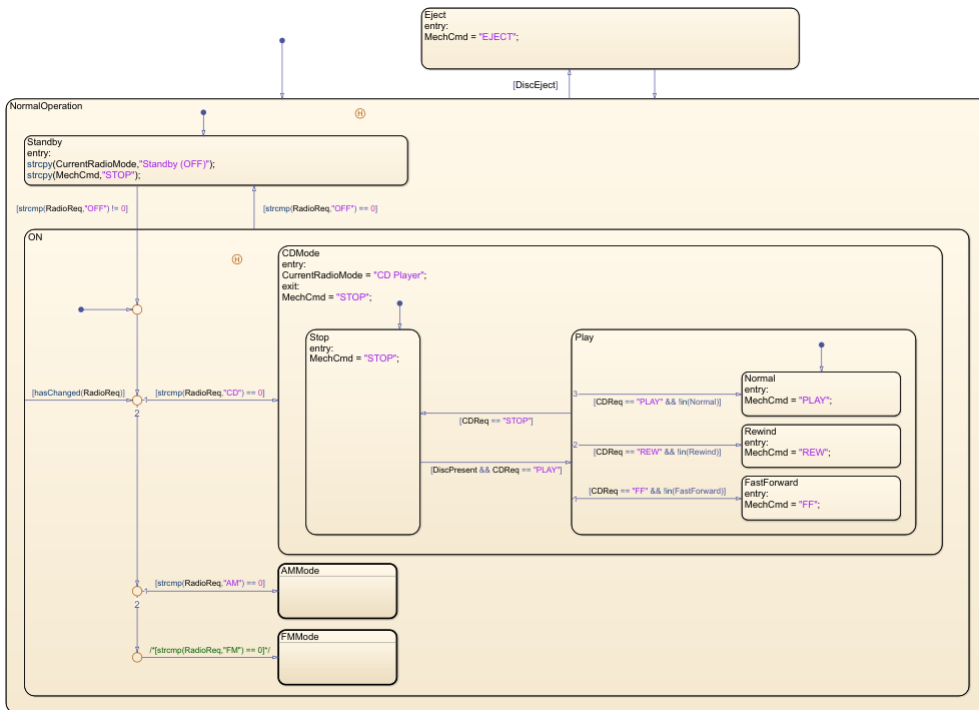 Eject
entry:
MechCmd = "EJECT";
[DiscEject]
NormalOperation
H
Standby
entry:
strcpy(CurrentRadioMode,"Standby (OFF)");
strcpy(MechCmd,"STOP");
[strcmp(RadioReq,"OFF") != 0]
[strcmp(RadioReq,"OFF") == 0]
ON
H
CDMode
entry:
CurrentRadioMode = "CD Player";
exit:
MechCmd = "STOP";
Stop
entry:
MechCmd = "STOP";
Play
[hasChanged(RadioReq)]
1
[strcmp(RadioReq,"CD") == 0]
2
3
[CDReq == "PLAY" && !in(Normal)]
Normal
entry:
MechCmd = "PLAY";
[CDReq == "STOP"]
2
[CDReq == "REW" && !in(Rewind)]
Rewind
entry:
MechCmd = "REW";
[DiscPresent && CDReq == "PLAY"]
1
[CDReq == "FF" && !in(FastForward)]
FastForward
entry:
MechCmd = "FF";
1
[strcmp(RadioReq,"AM") == 0]
2
AMMode
/*[strcmp(RadioReq,"FM") == 0]*/
FMMode